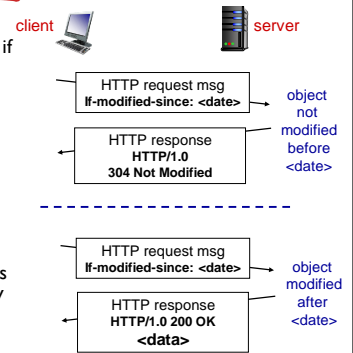 client
server
if
HTTP request msg
If-modified-since: <date>
object
not
modified
before
<date>
HTTP response
HTTP/1.0
304 Not Modified
HTTP request msg
If-modified-since: <date>
s
object
modified
after
<date>
HTTP response
HTTP/1.0 200 OK
<data>